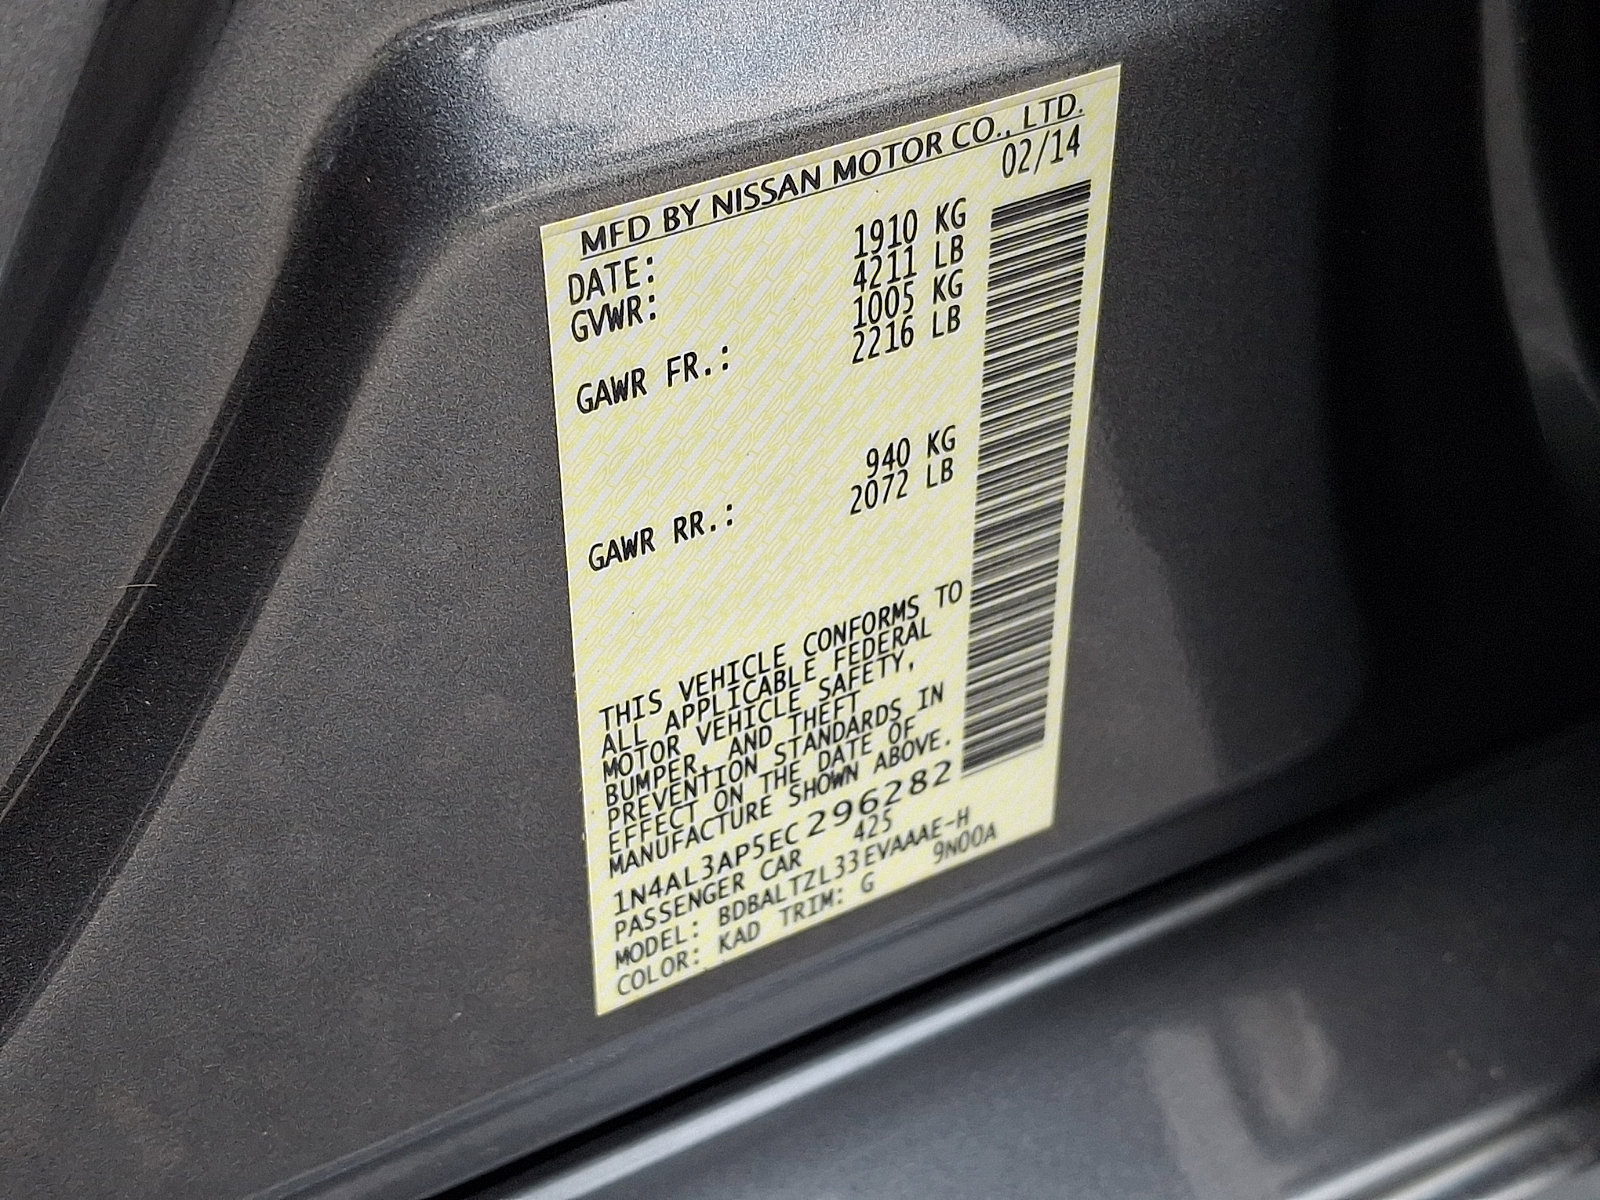 MFD BY NISSAN MOTOR CO., LTD.
DATE: 02/14
GVWR: 1910 KG
4211 LB
GAWR FR.: 1005 KG
2216 LB
GAWR RR.: 940 KG
2072 LB
THIS VEHICLE CONFORMS TO
ALL APPLICABLE FEDERAL
MOTOR VEHICLE SAFETY,
BUMPER, AND THEFT
PREVENTION STANDARDS IN
EFFECT ON THE DATE OF
MANUFACTURE SHOWN ABOVE.
1N4AL3AP5EC296282
PASSENGER CAR 425
MODEL: BDBALTZL33EVAAAE-H
COLOR: KAD TRIM: G 9N00A